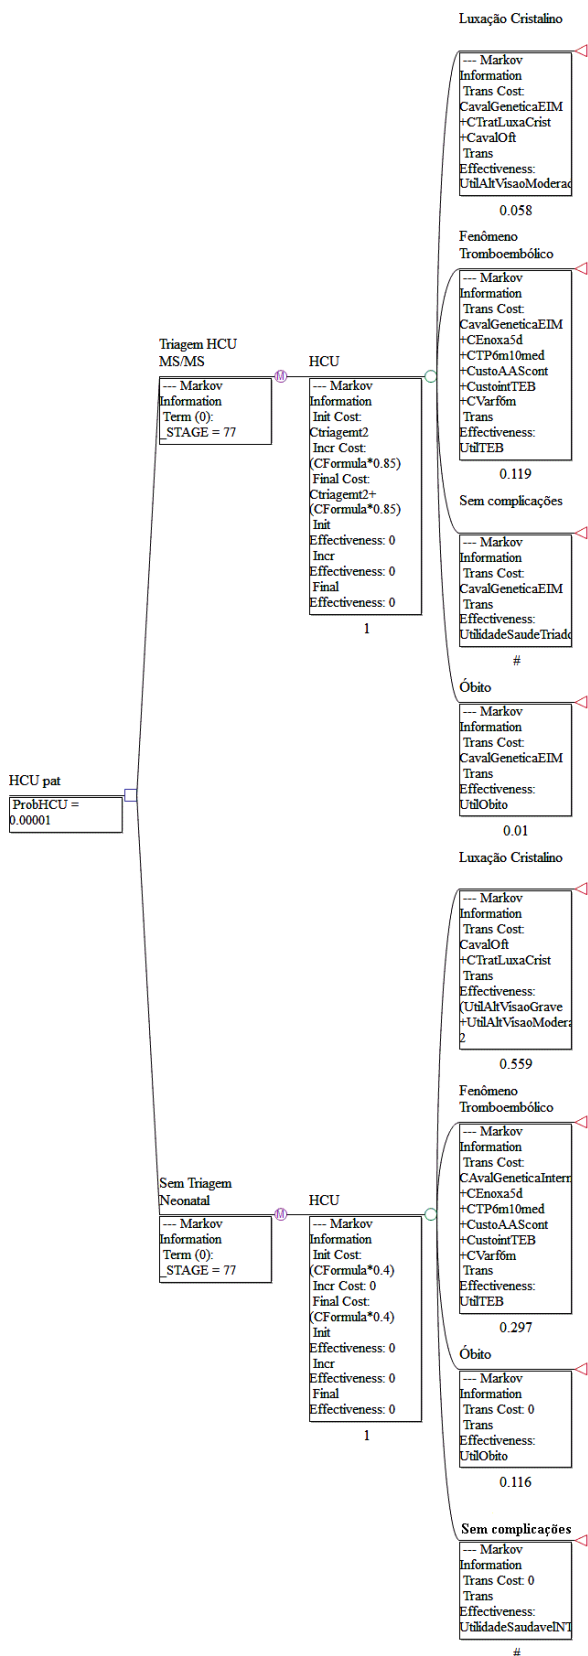 Luxação Cristalino
--- Markov
Information
Trans Cost:
CavalGeneticaEIM
+CTratLuxaCrist
+CavalOft
Trans
Effectiveness:
UtilAltVisaoModerad
0.058
Fenômeno
Tromboembólico
--- Markov
Information
Trans Cost:
CavalGeneticaEIM
+CEnoxa5d
+CTP6m10med
+CustoAAScont
+CustointTEB
+CVarf6m
Trans
Effectiveness:
UtilTEB
0.119
Triagem HCU
MS/MS
--- Markov
Information
Term (0):
_STAGE = 77
HCU
--- Markov
Information
Init Cost:
Ctriagemt2
Incr Cost:
(CFormula*0.85)
Final Cost:
Ctriagemt2+
(CFormula*0.85)
Init
Effectiveness: 0
Incr
Effectiveness: 0
Final
Effectiveness: 0
1
Sem complicações
--- Markov
Information
Trans Cost:
CavalGeneticaEIM
Trans
Effectiveness:
UtilidadeSaudeTriado
#
Óbito
--- Markov
Information
Trans Cost:
CavalGeneticaEIM
Trans
Effectiveness:
UtilObito
0.01
HCU pat
ProbHCU =
0.00001
Luxação Cristalino
--- Markov
Information
Trans Cost:
CavalOft
+CTratLuxaCrist
Trans
Effectiveness:
(UtilAltVisaoGrave
+UtilAltVisaoModera
2
0.559
Fenômeno
Tromboembólico
--- Markov
Information
Trans Cost:
CAvalGeneticaIntern
+CEnoxa5d
+CTP6m10med
+CustoAAScont
+CustointTEB
+CVarf6m
Trans
Effectiveness:
UtilTEB
0.297
Sem Triagem
Neonatal
--- Markov
Information
Term (0):
_STAGE = 77
HCU
--- Markov
Information
Init Cost:
(CFormula*0.4)
Incr Cost: 0
Final Cost:
(CFormula*0.4)
Init
Effectiveness: 0
Incr
Effectiveness: 0
Final
Effectiveness: 0
1
Óbito
--- Markov
Information
Trans Cost: 0
Trans
Effectiveness:
UtilObito
0.116
Sem complicações
--- Markov
Information
Trans Cost: 0
Trans
Effectiveness:
UtilidadeSaudavelNT
#